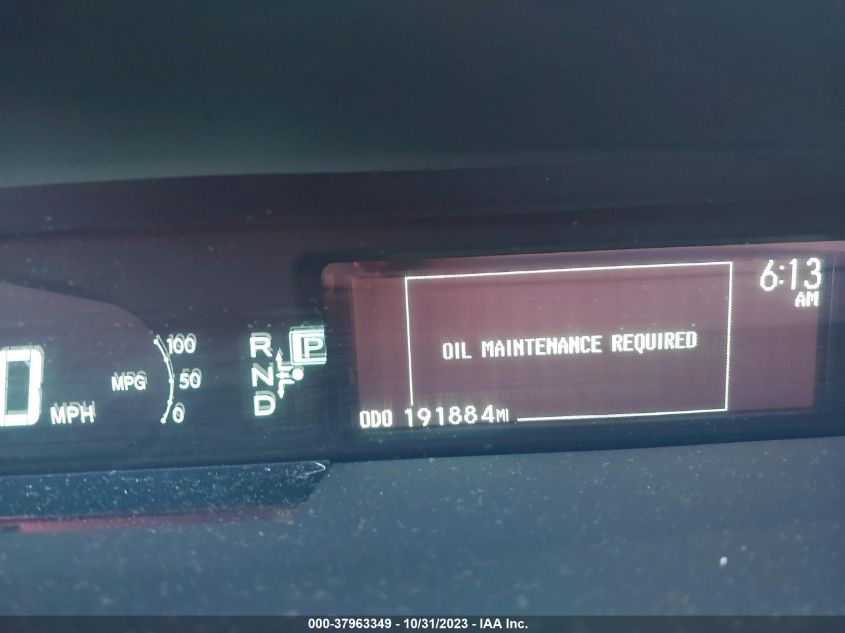 6:13
AM
OIL MAINTENANCE REQUIRED
100
R P
MPG 50
N
0 MPH
0
D
ODO 191884MI
000-37963349 - 10/31/2023 - IAA Inc.